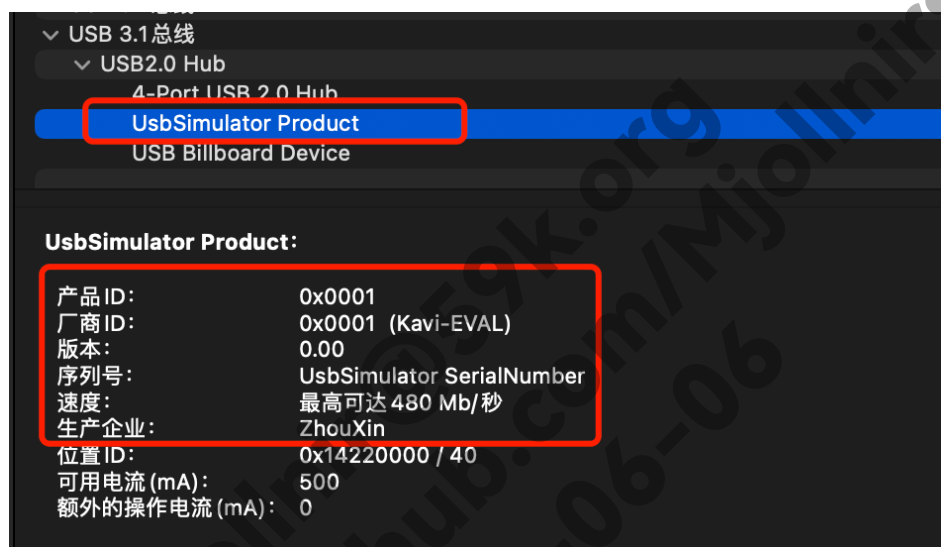 USB 3.1总线
USB2.0 Hub
4-Port USB 2.0 Hub
UsbSimulator Product
USB Billboard Device
UsbSimulator Product：
产品ID： 0x0001
厂商ID： 0x0001 (Kavi-EVAL)
版本： 0.00
序列号： UsbSimulator SerialNumber
速度： 最高可达 480 Mb/秒
生产企业： ZhouXin
位置ID： 0x14220000 / 40
可用电流 (mA)： 500
额外的操作电流 (mA)： 0